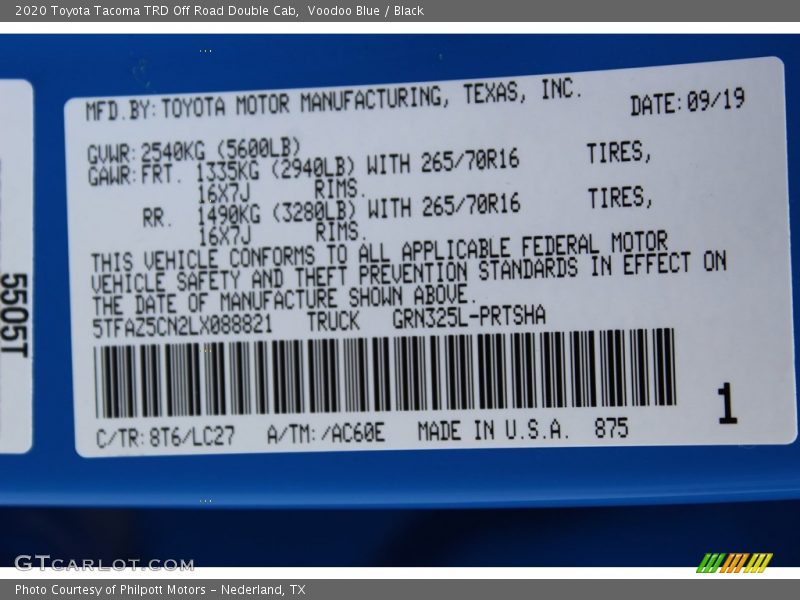 2020 Toyota Tacoma TRD Off Road Double Cab, Voodoo Blue / Black
MFD.BY: TOYOTA MOTOR MANUFACTURING, TEXAS, INC. DATE: 09/19
GVWR: 2540KG (5600LB)
GAWR: FRT. 1335KG (2940LB) WITH 265/70R16 TIRES,
16X7J RIMS.
RR. 1490KG (3280LB) WITH 265/70R16 TIRES,
16X7J RIMS.
THIS VEHICLE CONFORMS TO ALL APPLICABLE FEDERAL MOTOR
VEHICLE SAFETY AND THEFT PREVENTION STANDARDS IN EFFECT ON
THE DATE OF MANUFACTURE SHOWN ABOVE.
5TFAZ5CN2LX088821 TRUCK GRN325L-PRTSHA
C/TR: 8T6/LC27 A/TM: /AC60E MADE IN U.S.A. 875
1
5505T
GTCARLOT.COM
Photo Courtesy of Philpott Motors - Nederland, TX